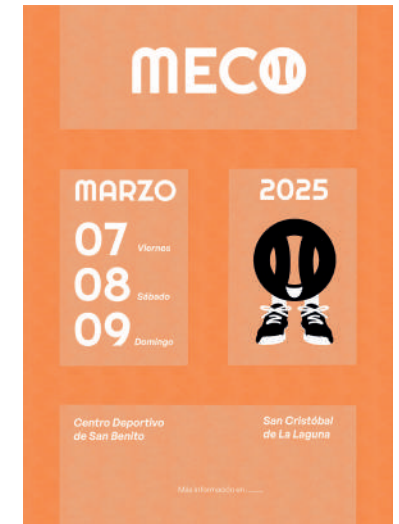 MECO
MARZO
07 Viernes
08 Sábado
09 Domingo
2025
Centro Deportivo
de San Benito
San Cristóbal
de La Laguna
Más información en:........